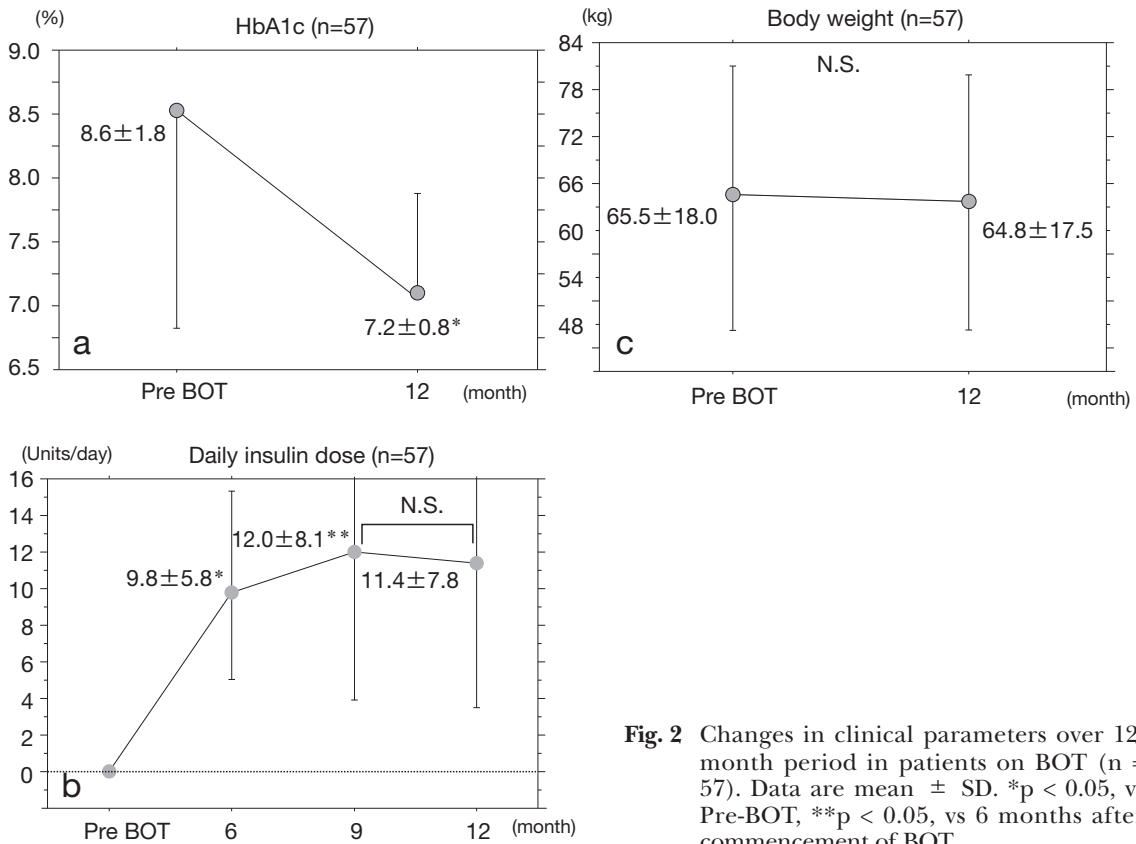 (%)
HbA1c (n=57)
9.0
8.5
8.6±1.8
8.0
7.5
7.0
7.2±0.8*
a
6.5
Pre BOT
12
(month)
(kg)
Body weight (n=57)
84
N.S.
78
72
66
65.5±18.0
64.8±17.5
60
54
48
c
Pre BOT
12
(month)
(Units/day)
Daily insulin dose (n=57)
16
14
N.S.
12.0±8.1**
12
9.8±5.8*
11.4±7.8
10
8
6
4
2
0
b
Pre BOT
6
9
12
(month)
Fig. 2 Changes in clinical parameters over 12-
month period in patients on BOT (n =
57). Data are mean ± SD. *p < 0.05, v
Pre-BOT, **p < 0.05, vs 6 months after
commencement of BOT